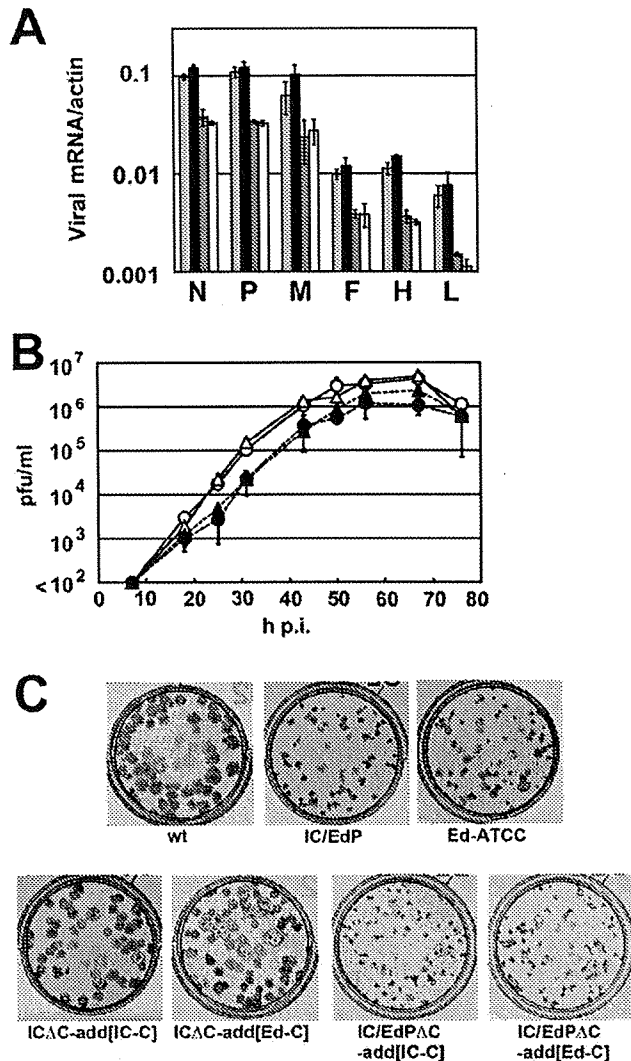 A
Viral mRNA/actin
0.1
0.01
0.001
N P M F H L
B
pfu/ml
10⁷
10⁶
10⁵
10⁴
10³
<10²
0 10 20 30 40 50 60 70 80
h p.i.
C
wt IC/EdP Ed-ATCC
ICΔC-add[IC-C] ICΔC-add[Ed-C] IC/EdPΔC IC/EdPΔC
-add[IC-C] -add[Ed-C]